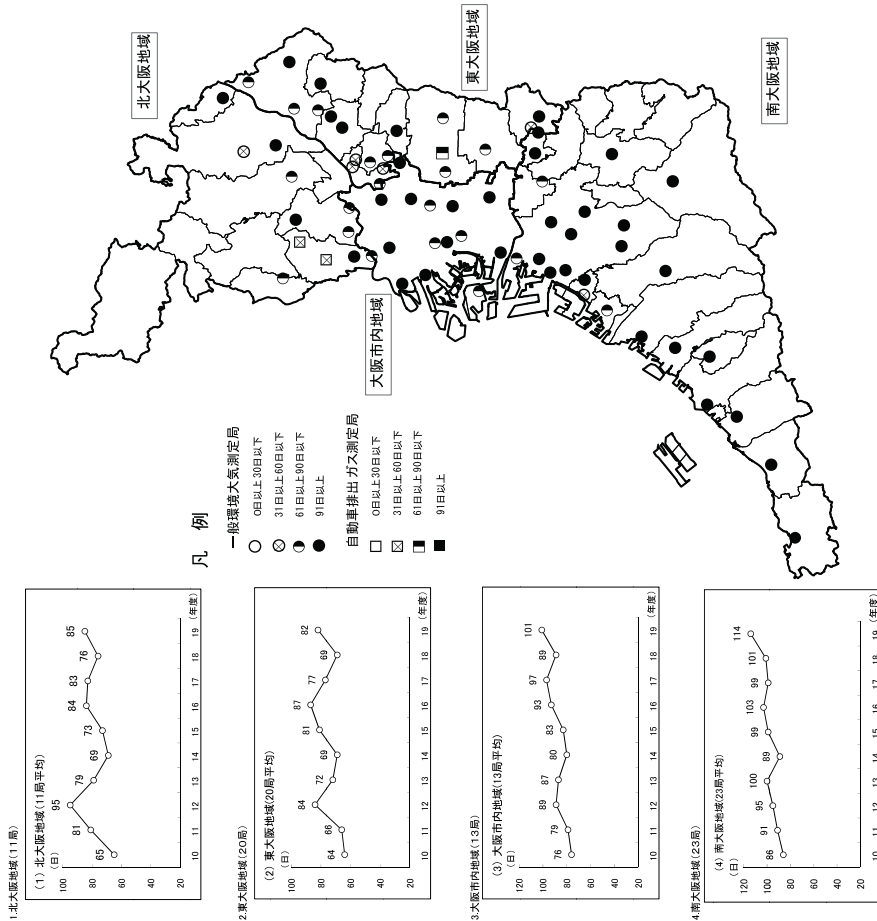 北大阪地域
東大阪地域
南大阪地域
大阪市内地域
凡 例
一般環境大気測定局
0日以上30日以下
31日以上60日以下
61日以上90日以下
91日以上
自動車排出ガス測定局
0日以上30日以下
31日以上60日以下
61日以上90日以下
91日以上
1.北大阪地域(11局)
(1) 北大阪地域(11局平均)
(日)
100
80
60
40
20
65 81 95 79 69 73 84 83 76 85
10 11 12 13 14 15 16 17 18 19 (年度)
2.東大阪地域(20局)
(2) 東大阪地域(20局平均)
(日)
100
80
60
40
20
64 66 84 72 69 81 87 77 69 82
10 11 12 13 14 15 16 17 18 19 (年度)
3.大阪市内地域(13局)
(3) 大阪市内地域(13局平均)
(日)
100
80
60
40
20
76 79 89 87 80 83 93 97 89 101
10 11 12 13 14 15 16 17 18 19 (年度)
4.南大阪地域(23局)
(4) 南大阪地域(23局平均)
(日)
120
100
80
60
40
20
86 91 95 100 89 99 103 99 101 114
10 11 12 13 14 15 16 17 18 19 (年度)